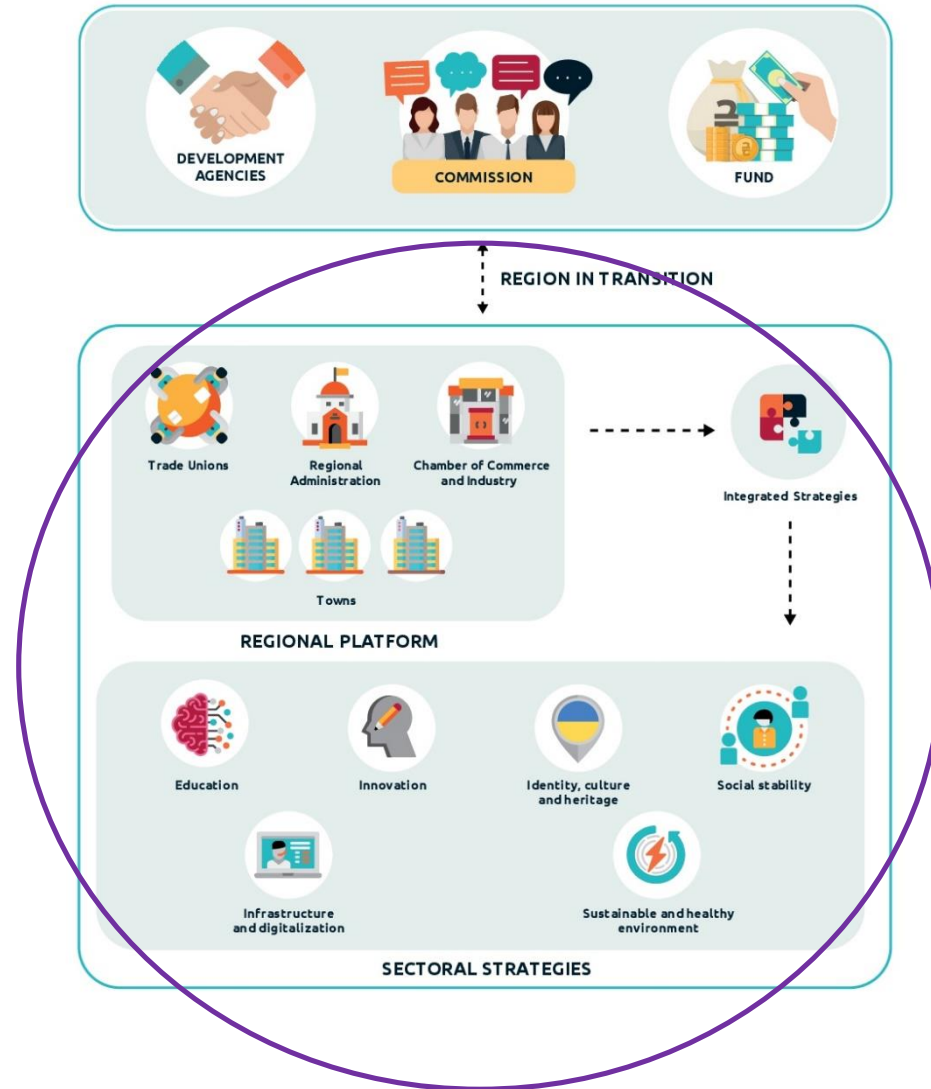 DEVELOPMENT
AGENCIES
COMMISSION
FUND
REGION IN TRANSITION
Trade Unions
Regional
Administration
Chamber of Commerce
and Industry
Integrated Strategies
Towns
REGIONAL PLATFORM
Education
Innovation
Identity, culture
and heritage
Social stability
Infrastructure
and digitalization
Sustainable and healthy
environment
SECTORAL STRATEGIES